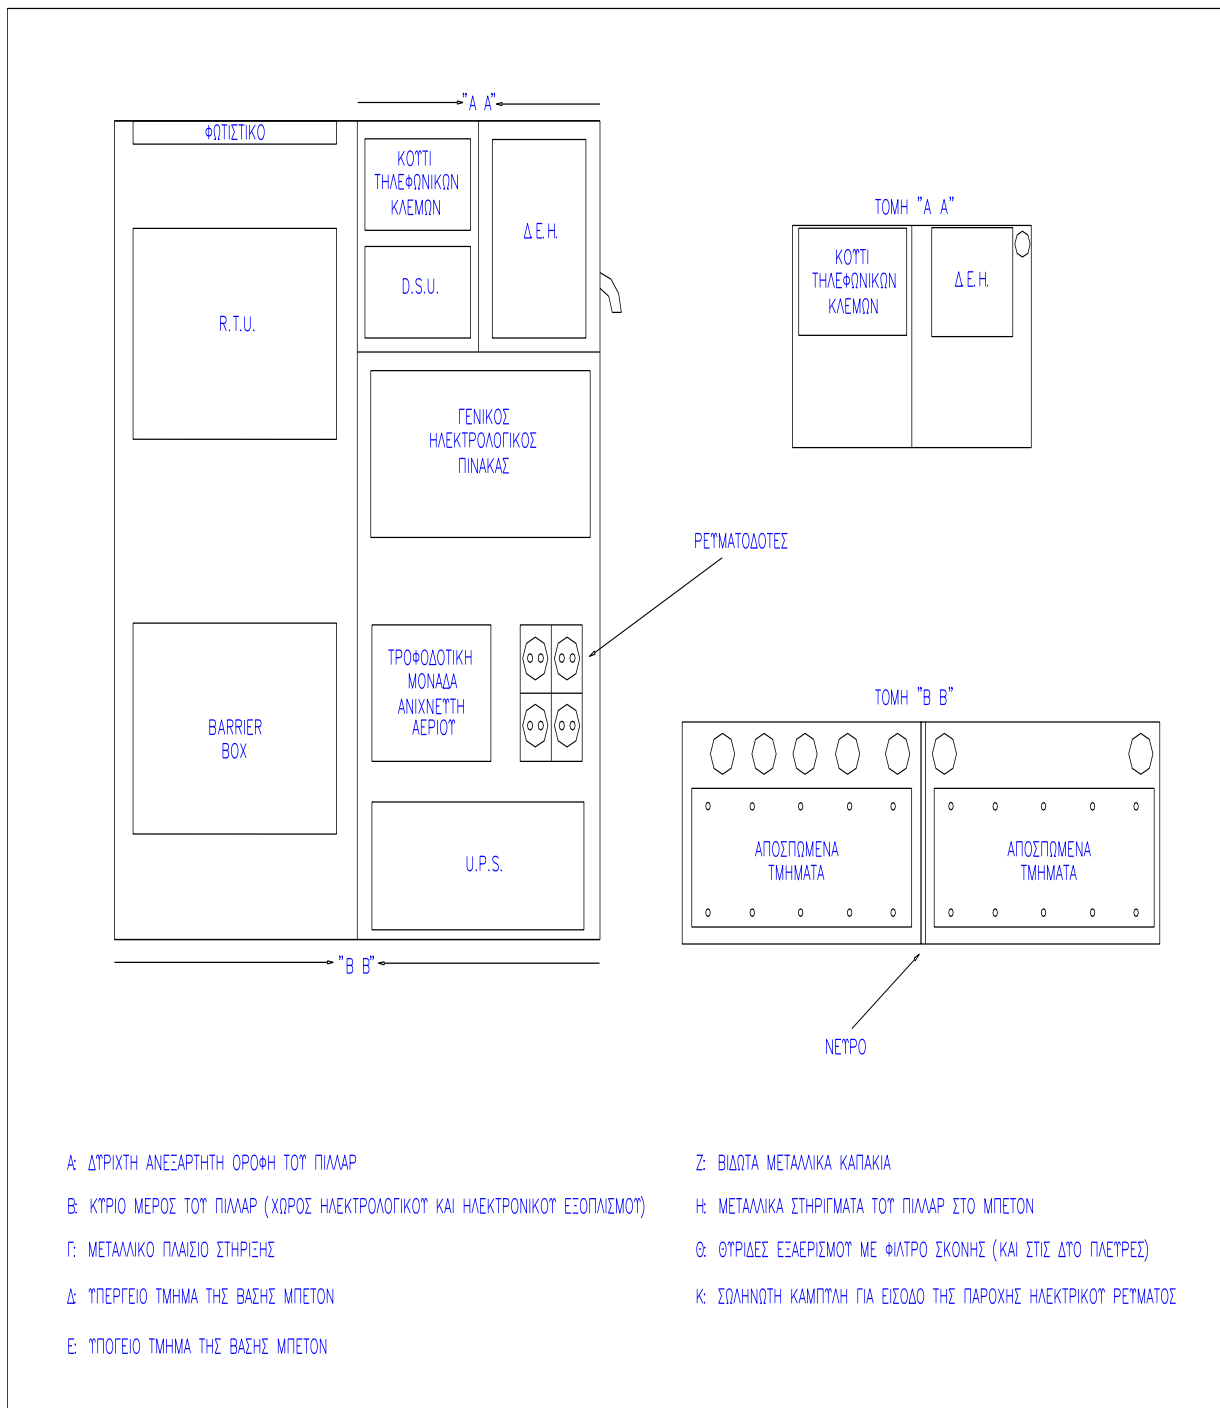 "Α Α"
ΦΩΤΙΣΤΙΚΟ
ΚΟΥΤΙ
ΤΗΛΕΦΩΝΙΚΩΝ
ΚΛΕΜΩΝ
Δ.Ε.Η.
D.S.U.
R.T.U.
ΓΕΝΙΚΟΣ
ΗΛΕΚΤΡΟΛΟΓΙΚΟΣ
ΠΙΝΑΚΑΣ
ΤΡΟΦΟΔΟΤΙΚΗ
ΜΟΝΑΔΑ
ΑΝΙΧΝΕΥΤΗ
ΑΕΡΙΟΥ
BARRIER
BOX
U.P.S.
"Β Β"
ΡΕΥΜΑΤΟΔΟΤΕΣ
ΤΟΜΗ "Α Α"
ΚΟΥΤΙ
ΤΗΛΕΦΩΝΙΚΩΝ
ΚΛΕΜΩΝ
Δ.Ε.Η.
ΤΟΜΗ "Β Β"
ΑΠΟΣΠΩΜΕΝΑ
ΤΜΗΜΑΤΑ
ΑΠΟΣΠΩΜΕΝΑ
ΤΜΗΜΑΤΑ
ΝΕΥΡΟ
Α: ΔΥΡΙΧΤΗ ΑΝΕΞΑΡΤΗΤΗ ΟΡΟΦΗ ΤΟΥ ΠΙΛΛΑΡ
Β: ΚΥΡΙΟ ΜΕΡΟΣ ΤΟΥ ΠΙΛΛΑΡ (ΧΩΡΟΣ ΗΛΕΚΤΡΟΛΟΓΙΚΟΥ ΚΑΙ ΗΛΕΚΤΡΟΝΙΚΟΥ ΕΞΟΠΛΙΣΜΟΥ)
Γ: ΜΕΤΑΛΛΙΚΟ ΠΛΑΙΣΙΟ ΣΤΗΡΙΞΗΣ
Δ: ΥΠΕΡΓΕΙΟ ΤΜΗΜΑ ΤΗΣ ΒΑΣΗΣ ΜΠΕΤΟΝ
Ε: ΥΠΟΓΕΙΟ ΤΜΗΜΑ ΤΗΣ ΒΑΣΗΣ ΜΠΕΤΟΝ
Ζ: ΒΙΔΩΤΑ ΜΕΤΑΛΛΙΚΑ ΚΑΠΑΚΙΑ
Η: ΜΕΤΑΛΛΙΚΑ ΣΤΗΡΙΓΜΑΤΑ ΤΟΥ ΠΙΛΛΑΡ ΣΤΟ ΜΠΕΤΟΝ
Θ: ΘΥΡΙΔΕΣ ΕΞΑΕΡΙΣΜΟΥ ΜΕ ΦΙΛΤΡΟ ΣΚΟΝΗΣ (ΚΑΙ ΣΤΙΣ ΔΥΟ ΠΛΕΥΡΕΣ)
Κ: ΣΩΛΗΝΩΤΗ ΚΑΜΠΥΛΗ ΓΙΑ ΕΙΣΟΔΟ ΤΗΣ ΠΑΡΟΧΗΣ ΗΛΕΚΤΡΙΚΟΥ ΡΕΥΜΑΤΟΣ